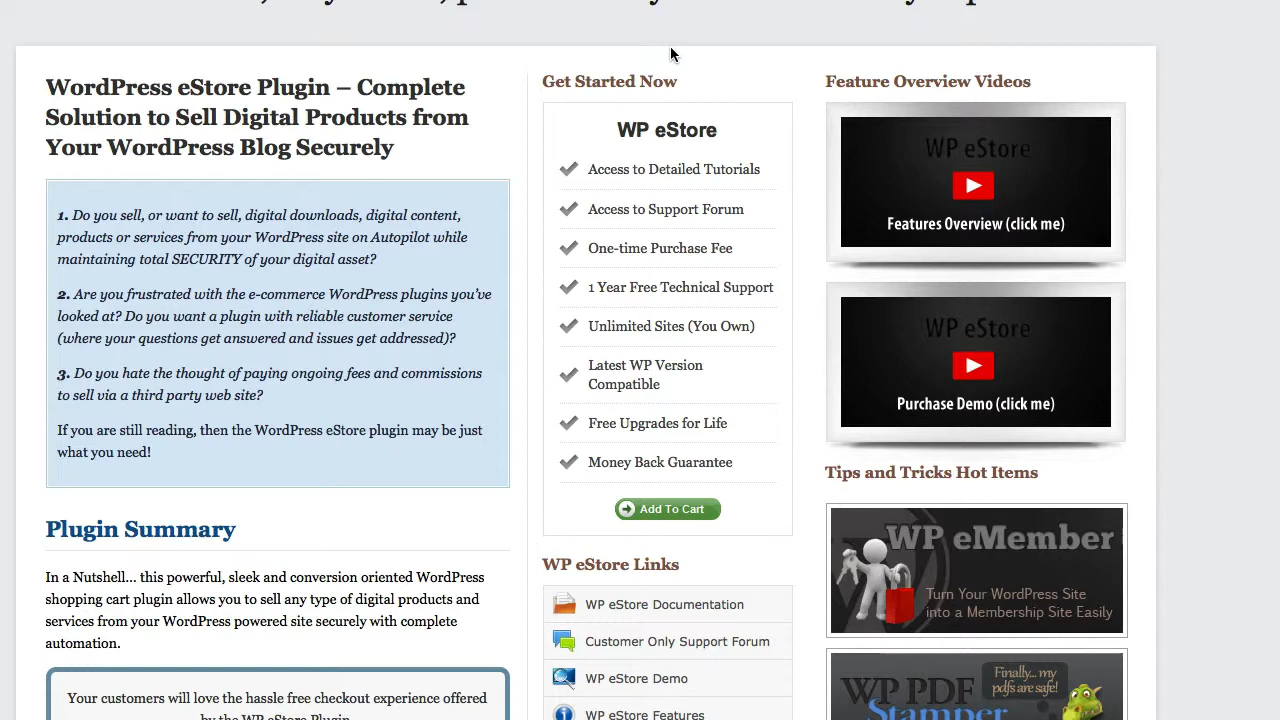 WordPress eStore Plugin – Complete
Solution to Sell Digital Products from
Your WordPress Blog Securely
1. Do you sell, or want to sell, digital downloads, digital content,
products or services from your WordPress site on Autopilot while
maintaining total SECURITY of your digital asset?
2. Are you frustrated with the e-commerce WordPress plugins you've
looked at? Do you want a plugin with reliable customer service
(where your questions get answered and issues get addressed)?
3. Do you hate the thought of paying ongoing fees and commissions
to sell via a third party web site?
If you are still reading, then the WordPress eStore plugin may be just
what you need!
Plugin Summary
In a Nutshell... this powerful, sleek and conversion oriented WordPress
shopping cart plugin allows you to sell any type of digital products and
services from your WordPress powered site securely with complete
automation.
Your customers will love the hassle free checkout experience offered
by the WP eStore Plugin
Get Started Now
WP eStore
Access to Detailed Tutorials
Access to Support Forum
One-time Purchase Fee
1 Year Free Technical Support
Unlimited Sites (You Own)
Latest WP Version
Compatible
Free Upgrades for Life
Money Back Guarantee
Add To Cart
WP eStore Links
WP eStore Documentation
Customer Only Support Forum
WP eStore Demo
WP eStore Features
Feature Overview Videos
WP eStore
Features Overview (click me)
WP eStore
Purchase Demo (click me)
Tips and Tricks Hot Items
WP eMember
Turn Your WordPress Site
into a Membership Site Easily
Finally... my
pdfs are safe!
WP PDF
Stamper